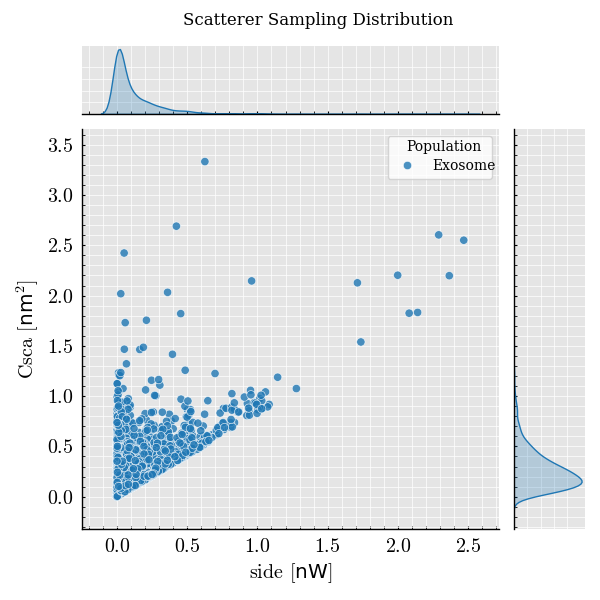 Scatterer Sampling Distribution
Population
Exosome
3.5
3.0
2.5
2.0
1.5
1.0
0.5
0.0
Csca [nm²]
0.0 0.5 1.0 1.5 2.0 2.5
side [nW]